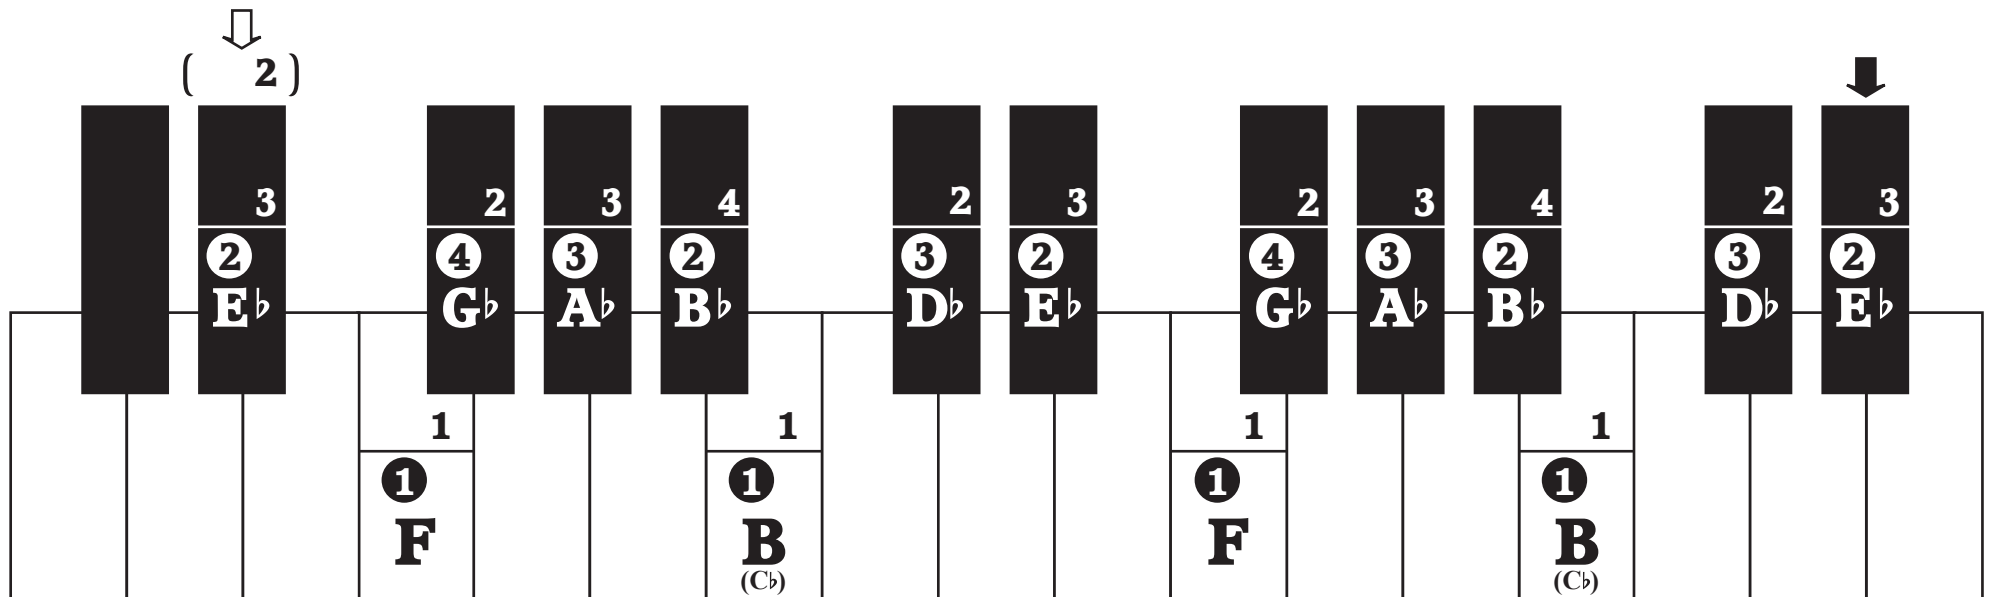 ( 2 )
3 2 3 4 2 3 2 3 4 2 3
2 4 3 2 3 2 4 3 2 3 2
E♭ G♭ A♭ B♭ D♭ E♭ G♭ A♭ B♭ D♭ E♭
1 1 1 1
1 1 1 1
F B F B
(C♭) (C♭)